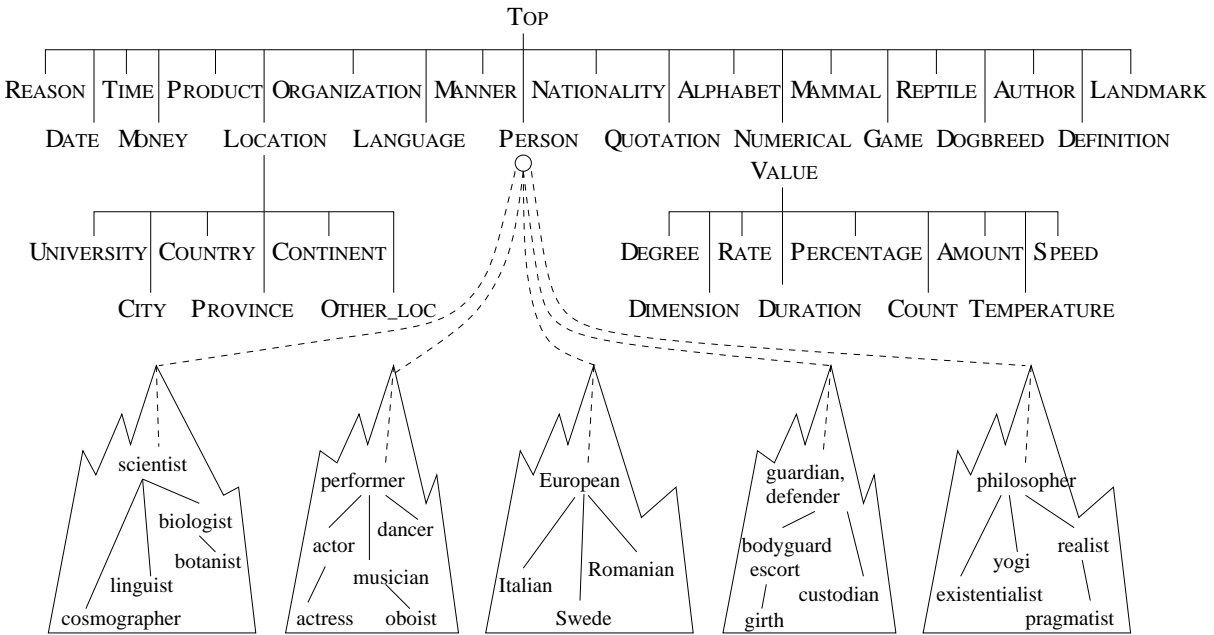 TOP
REASON TIME PRODUCT ORGANIZATION MANNER NATIONALITY ALPHABET MAMMAL REPTILE AUTHOR LANDMARK
DATE MONEY LOCATION LANGUAGE PERSON QUOTATION NUMERICAL GAME DOGBREED DEFINITION
VALUE
UNIVERSITY COUNTRY CONTINENT DEGREE RATE PERCENTAGE AMOUNT SPEED
CITY PROVINCE OTHER_LOC DIMENSION DURATION COUNT TEMPERATURE
scientist performer European guardian, philosopher
defender
biologist dancer
actor bodyguard realist
botanist yogi
linguist musician Italian Romanian escort existentialist
custodian
cosmographer actress oboist Swede girth pragmatist